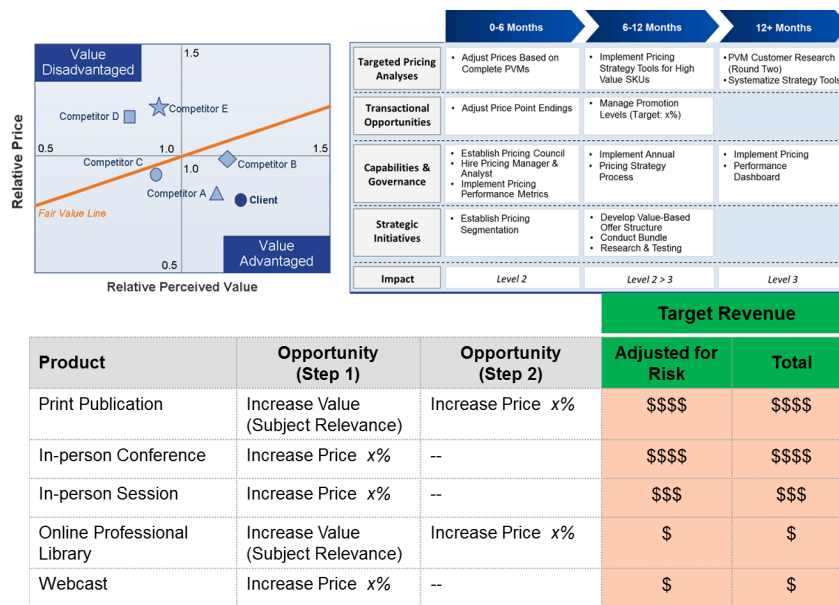 Value
Disadvantaged
1.5
Competitor E
Competitor D
0.5
1.0
1.5
Competitor C
1.0
Competitor B
Competitor A
Client
Fair Value Line
Value
Advantaged
0.5
Relative Price
Relative Perceived Value
0-6 Months
6-12 Months
12+ Months
Targeted Pricing
Analyses
• Adjust Prices Based on
Complete PVMs
• Implement Pricing
Strategy Tools for High
Value SKUs
• PVM Customer Research
(Round Two)
• Systematize Strategy Tools
Transactional
Opportunities
• Adjust Price Point Endings
• Manage Promotion
Levels (Target: x%)
Capabilities &
Governance
• Establish Pricing Council
• Hire Pricing Manager &
Analyst
• Implement Pricing
Performance Metrics
• Implement Annual
• Pricing Strategy
Process
• Implement Pricing
• Performance
Dashboard
Strategic
Initiatives
• Establish Pricing
Segmentation
• Develop Value-Based
Offer Structure
• Conduct Bundle
• Research & Testing
Impact
Level 2
Level 2 > 3
Level 3
Target Revenue
Product
Opportunity
(Step 1)
Opportunity
(Step 2)
Adjusted for
Risk
Total
Print Publication
Increase Value
(Subject Relevance)
Increase Price x%
$$$$
$$$$
In-person Conference
Increase Price x%
--
$$$$
$$$$
In-person Session
Increase Price x%
--
$$$
$$$
Online Professional
Library
Increase Value
(Subject Relevance)
Increase Price x%
$
$
Webcast
Increase Price x%
--
$
$